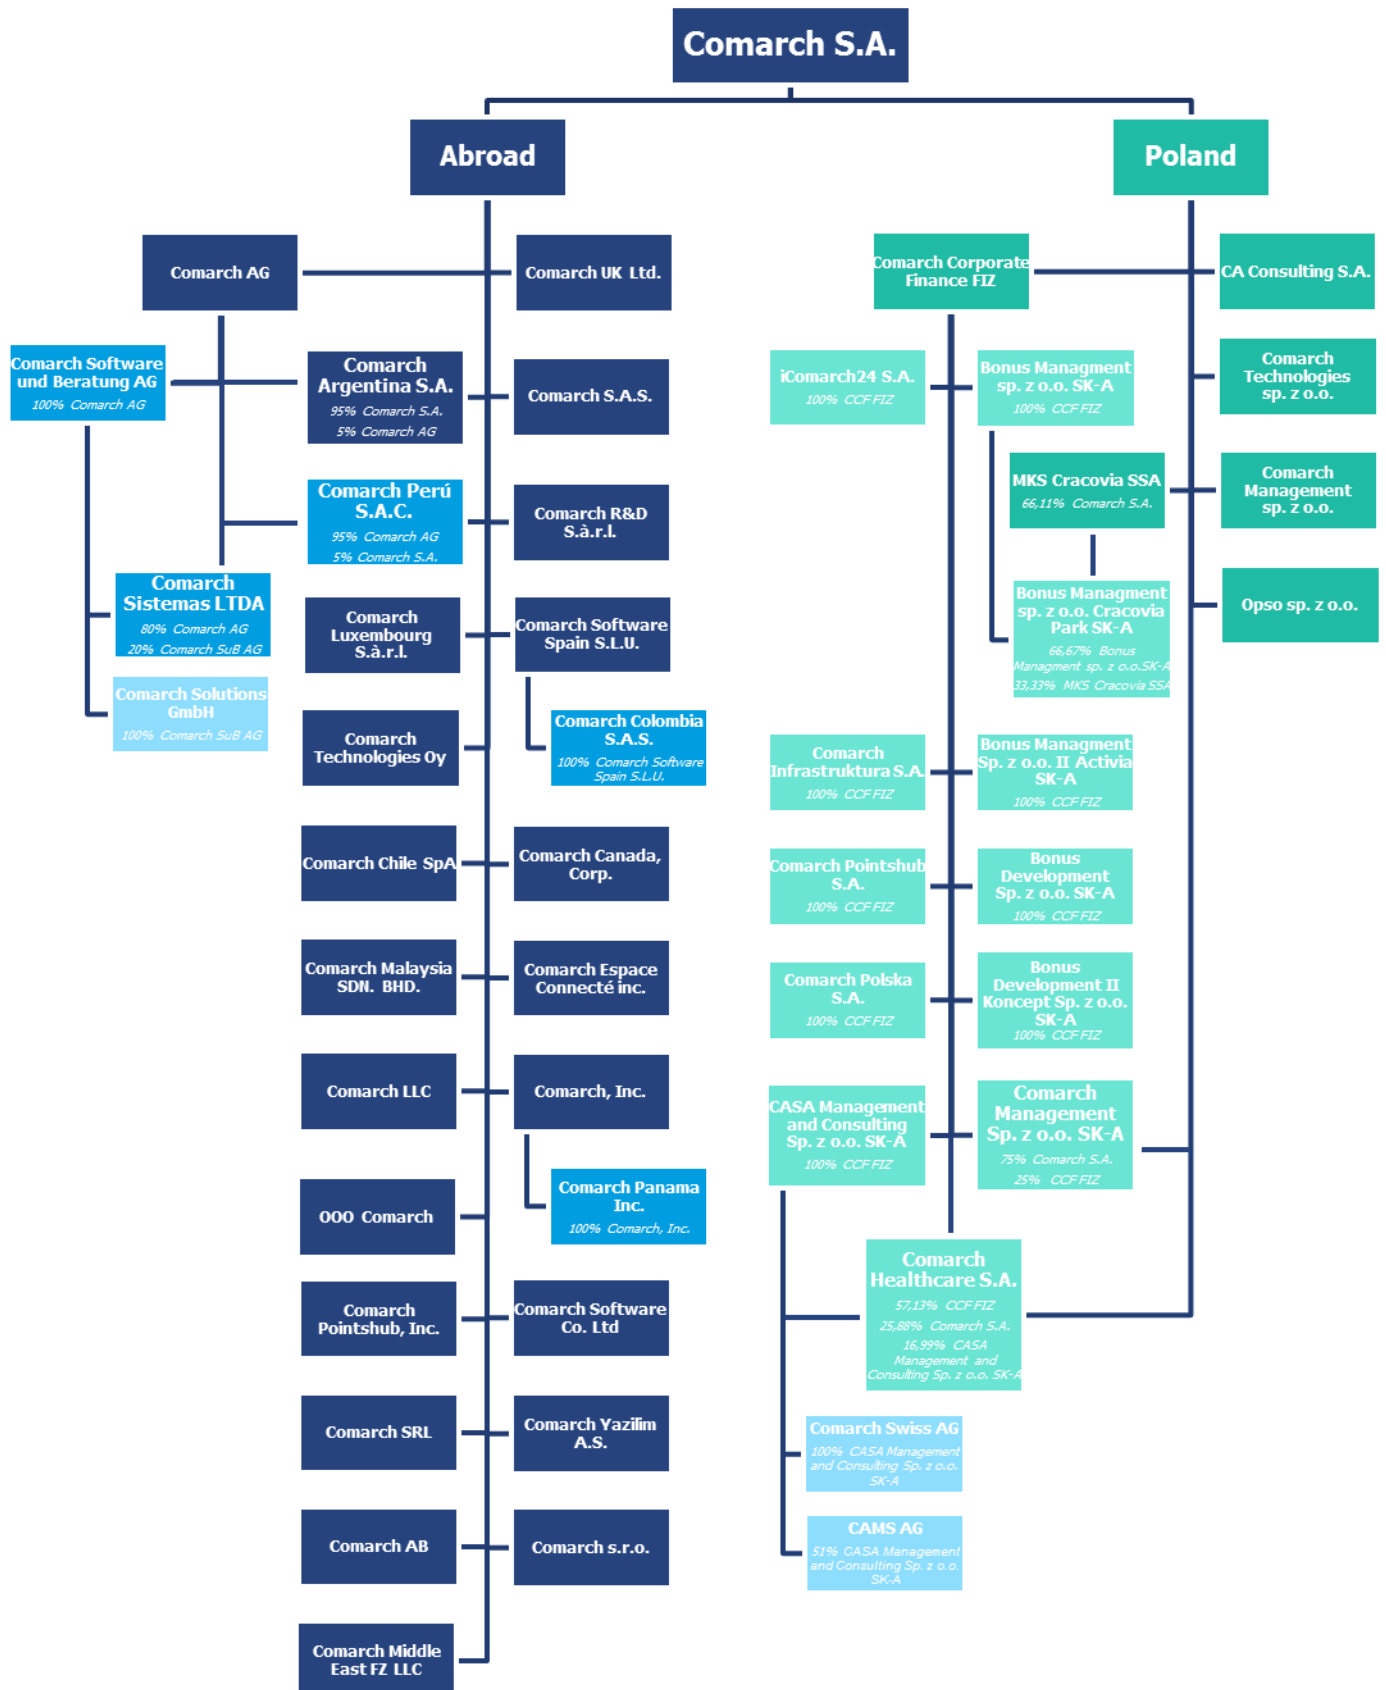 Comarch S.A.
Abroad
Poland
Comarch AG
Comarch UK Ltd.
Comarch Software
und Beratung AG
100% Comarch AG
Comarch
Argentina S.A.
95% Comarch S.A.
5% Comarch AG
Comarch S.A.S.
Comarch Perú
S.A.C.
95% Comarch AG
5% Comarch S.A.
Comarch R&D
S.à.r.l.
Comarch
Sistemas LTDA
80% Comarch AG
20% Comarch SuB AG
Comarch
Luxembourg
S.à.r.l.
Comarch Software
Spain S.L.U.
Comarch Solutions
GmbH
100% Comarch SuB AG
Comarch
Technologies Oy
Comarch Colombia
S.A.S.
100% Comarch Software
Spain S.L.U.
Comarch Chile SpA
Comarch Canada,
Corp.
Comarch Malaysia
SDN. BHD.
Comarch Espace
Connecté inc.
Comarch LLC
Comarch, Inc.
OOO Comarch
Comarch Panama
Inc.
100% Comarch, Inc.
Comarch
Pointshub, Inc.
Comarch Software
Co. Ltd
Comarch SRL
Comarch Yazilim
A.S.
Comarch AB
Comarch s.r.o.
Comarch Middle
East FZ LLC
Comarch Corporate
Finance FIZ
CA Consulting S.A.
iComarch24 S.A.
100% CCF FIZ
Bonus Managment
sp. z o.o. SK-A
100% CCF FIZ
Comarch
Technologies
sp. z o.o.
MKS Cracovia SSA
66,11% Comarch S.A.
Comarch
Management
sp. z o.o.
Bonus Managment
sp. z o.o. Cracovia
Park SK-A
66,67% Bonus
Managment sp. z o.o.SK-A
33,33% MKS Cracovia SSA
Opso sp. z o.o.
Comarch
Infrastruktura S.A.
100% CCF FIZ
Bonus Managment
Sp. z o.o. II Activia
SK-A
100% CCF FIZ
Comarch Pointshub
S.A.
100% CCF FIZ
Bonus
Development
Sp. z o.o. SK-A
100% CCF FIZ
Comarch Polska
S.A.
100% CCF FIZ
Bonus
Development II
Koncept Sp. z o.o.
SK-A
100% CCF FIZ
CASA Management
and Consulting
Sp. z o.o. SK-A
100% CCF FIZ
Comarch
Management
Sp. z o.o. SK-A
75% Comarch S.A.
25% CCF FIZ
Comarch
Healthcare S.A.
57,13% CCF FIZ
25,88% Comarch S.A.
16,99% CASA
Management and
Consulting Sp. z o.o. SK-A
Comarch Swiss AG
100% CASA Management
and Consulting Sp. z o.o.
SK-A
CAMS AG
51% CASA Management
and Consulting Sp. z o.o.
SK-A